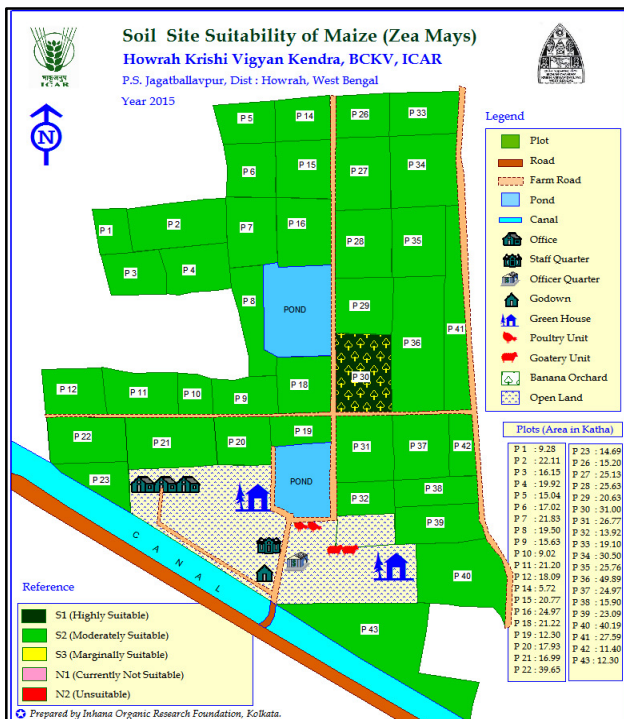 Soil Site Suitability of Maize (Zea Mays)
Howrah Krishi Vigyan Kendra, BCKV, ICAR
P.S. Jagatballavpur, Dist : Howrah, West Bengal
Year 2015
भाकृअनुप
ICAR
N
P 5
P 14
P 26
P 33
P 6
P 15
P 27
P 34
P 1
P 2
P 7
P 16
P 28
P 35
P 3
P 4
P 8
POND
P 29
P 41
P 36
P 30
P 12
P 11
P 10
P 9
P 18
P 22
P 21
P 20
P 19
P 31
P 37
P 42
P 23
POND
P 32
P 38
P 39
P 40
P 43
CANAL
Legend
Plot
Road
Farm Road
Pond
Canal
Office
Staff Quarter
Officer Quarter
Godown
Green House
Poultry Unit
Goatery Unit
Banana Orchard
Open Land
Plots (Area in Katha)
P 1 : 9.28
P 2 : 22.11
P 3 : 16.15
P 4 : 19.92
P 5 : 15.04
P 6 : 17.02
P 7 : 21.83
P 8 : 19.50
P 9 : 15.63
P 10 : 9.02
P 11 : 21.20
P 12 : 18.09
P 14 : 5.72
P 15 : 20.77
P 16 : 24.97
P 18 : 21.22
P 19 : 12.30
P 20 : 17.93
P 21 : 16.99
P 22 : 39.65
P 23 : 14.69
P 26 : 15.20
P 27 : 25.13
P 28 : 25.63
P 29 : 20.63
P 30 : 31.00
P 31 : 26.77
P 32 : 13.92
P 33 : 19.10
P 34 : 30.50
P 35 : 25.76
P 36 : 49.89
P 37 : 24.97
P 38 : 15.90
P 39 : 23.09
P 40 : 40.19
P 41 : 27.59
P 42 : 11.40
P 43 : 12.30
Reference
S1 (Highly Suitable)
S2 (Moderately Suitable)
S3 (Marginally Suitable)
N1 (Currently Not Suitable)
N2 (Unsuitable)
Prepared by Inhana Organic Research Foundation, Kolkata.